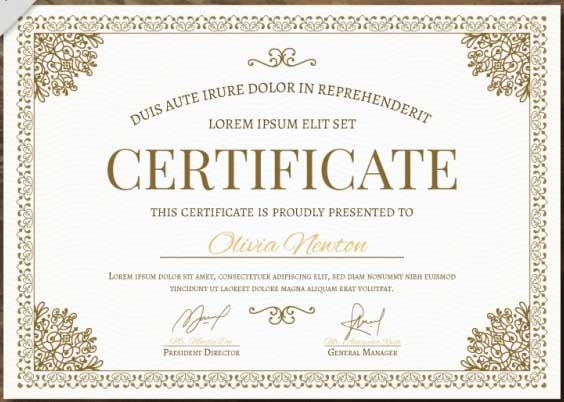 DUIS AUTE IRURE DOLOR IN REPREHENDERIT
LOREM IPSUM ELIT SET
CERTIFICATE
THIS CERTIFICATE IS PROUDLY PRESENTED TO
Olivia Newton
LOREM IPSUM DOLOR SIT AMET, CONSECTETUER ADIPISCING ELIT, SED DIAM NONUMMY NIBH EUISMOD
TINCIDUNT UT LAOREET DOLORE MAGNA ALIQUAM ERAT VOLUTPAT.
PRESIDENT DIRECTOR
GENERAL MANAGER